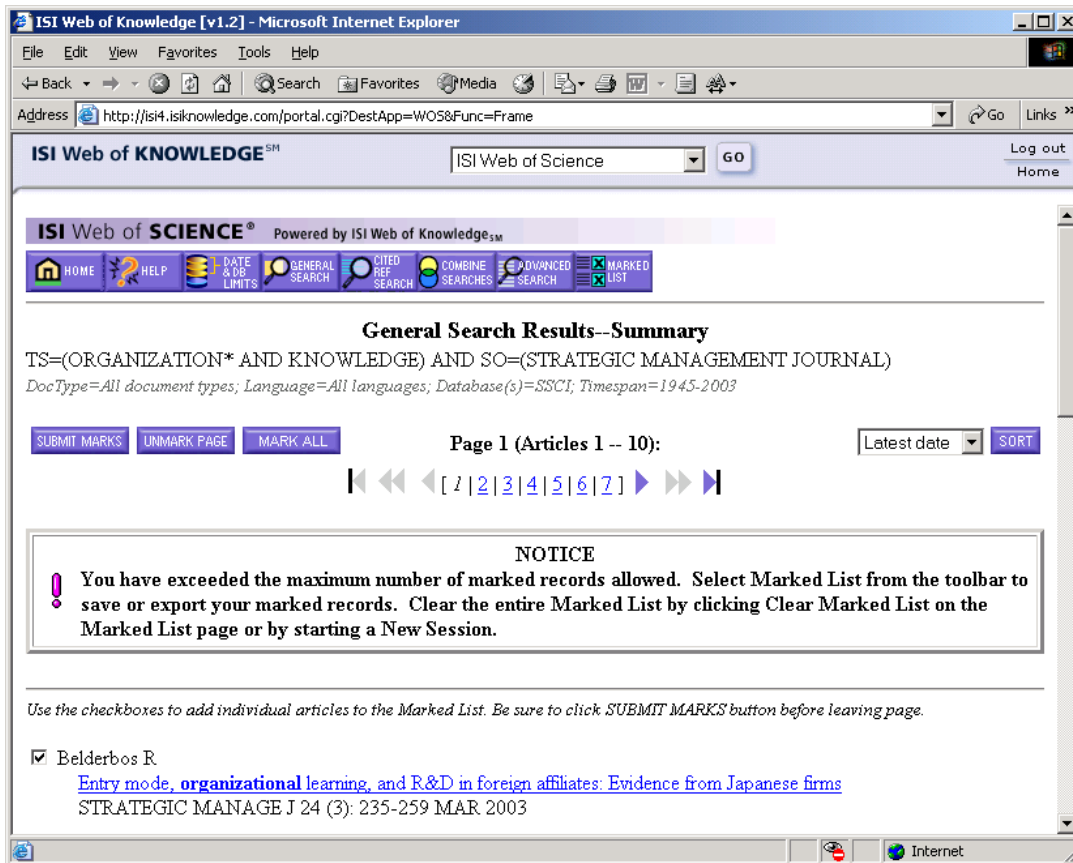 ISI Web of Knowledge [v1.2] - Microsoft Internet Explorer
File Edit View Favorites Tools Help
Back Search Favorites Media
Address http://isi4.isiknowledge.com/portal.cgi?DestApp=WOS&Func=Frame Go Links »
ISI Web of KNOWLEDGE SM ISI Web of Science GO Log out
Home
ISI Web of SCIENCE® Powered by ISI Web of Knowledge SM
HOME HELP DATE & DB LIMITS GENERAL SEARCH CITED REF SEARCH COMBINE SEARCHES ADVANCED SEARCH MARKED LIST
General Search Results--Summary
TS=(ORGANIZATION* AND KNOWLEDGE) AND SO=(STRATEGIC MANAGEMENT JOURNAL)
DocType=All document types; Language=All languages; Database(s)=SSCI; Timespan=1945-2003
SUBMIT MARKS UNMARK PAGE MARK ALL Page 1 (Articles 1 -- 10): Latest date SORT
[ 1 | 2 | 3 | 4 | 5 | 6 | 7 ]
NOTICE
You have exceeded the maximum number of marked records allowed. Select Marked List from the toolbar to
save or export your marked records. Clear the entire Marked List by clicking Clear Marked List on the
Marked List page or by starting a New Session.
Use the checkboxes to add individual articles to the Marked List. Be sure to click SUBMIT MARKS button before leaving page.
Belderbos R
Entry mode, organizational learning, and R&D in foreign affiliates: Evidence from Japanese firms
STRATEGIC MANAGE J 24 (3): 235-259 MAR 2003
Internet